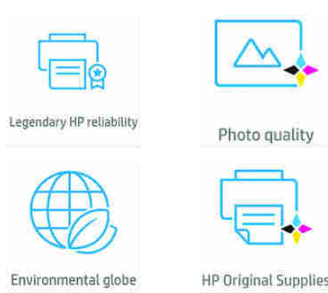 Legendary HP reliability
Photo quality
Environmental globe
HP Original Supplies